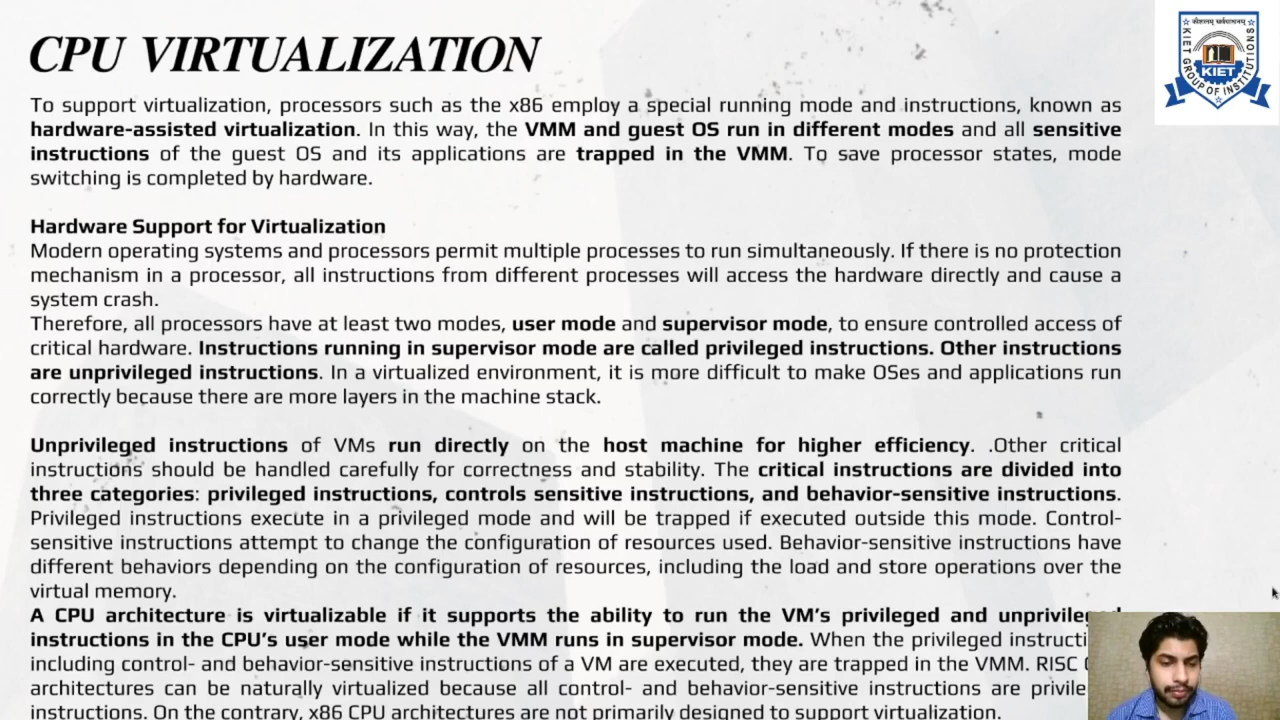 CPU VIRTUALIZATION
To support virtualization, processors such as the x86 employ a special running mode and instructions, known as
hardware-assisted virtualization. In this way, the VMM and guest OS run in different modes and all sensitive
instructions of the guest OS and its applications are trapped in the VMM. To save processor states, mode
switching is completed by hardware.
Hardware Support for Virtualization
Modern operating systems and processors permit multiple processes to run simultaneously. If there is no protection
mechanism in a processor, all instructions from different processes will access the hardware directly and cause a
system crash.
Therefore, all processors have at least two modes, user mode and supervisor mode, to ensure controlled access of
critical hardware. Instructions running in supervisor mode are called privileged instructions. Other instructions
are unprivileged instructions. In a virtualized environment, it is more difficult to make OSes and applications run
correctly because there are more layers in the machine stack.
Unprivileged instructions of VMs run directly on the host machine for higher efficiency. .Other critical
instructions should be handled carefully for correctness and stability. The critical instructions are divided into
three categories: privileged instructions, controls sensitive instructions, and behavior-sensitive instructions.
Privileged instructions execute in a privileged mode and will be trapped if executed outside this mode. Control-
sensitive instructions attempt to change the configuration of resources used. Behavior-sensitive instructions have
different behaviors depending on the configuration of resources, including the load and store operations over the
virtual memory.
A CPU architecture is virtualizable if it supports the ability to run the VM's privileged and unprivileged
instructions in the CPU's user mode while the VMM runs in supervisor mode. When the privileged
including control- and behavior-sensitive instructions of a VM are executed, they are trapped in the VMM. RISC
architectures can be naturally virtualized because all control- and behavior-sensitive instructions are
instructions. On the contrary, x86 CPU architectures are not primarily designed to support virtualization.
KIET GROUP OF INSTITUTIONS
KIET